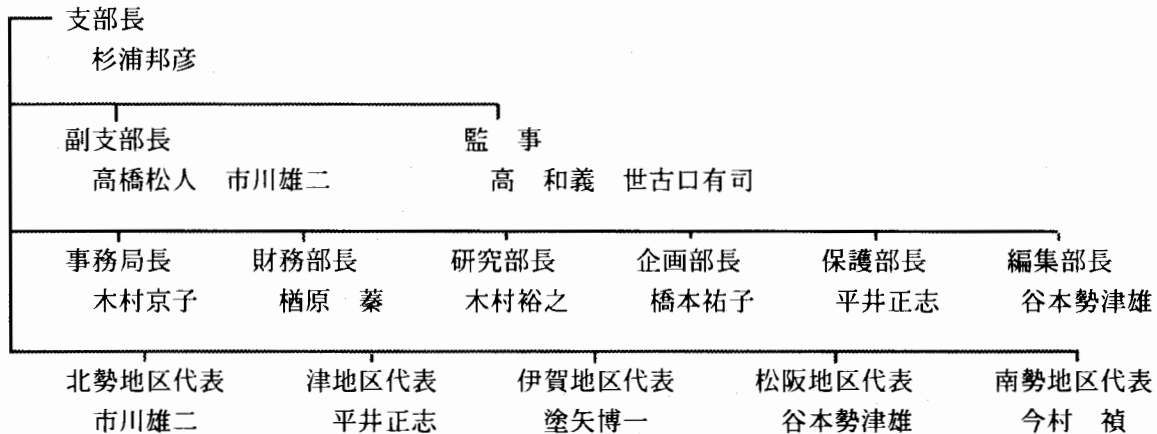 支部長
杉浦邦彦
副支部長　監　事
高橋松人　市川雄二　高　和義　世古口有司
事務局長　財務部長　研究部長　企画部長　保護部長　編集部長
木村京子　楢原　蓁　木村裕之　橋本祐子　平井正志　谷本勢津雄
北勢地区代表　津地区代表　伊賀地区代表　松阪地区代表　南勢地区代表
市川雄二　平井正志　塗矢博一　谷本勢津雄　今村　禎